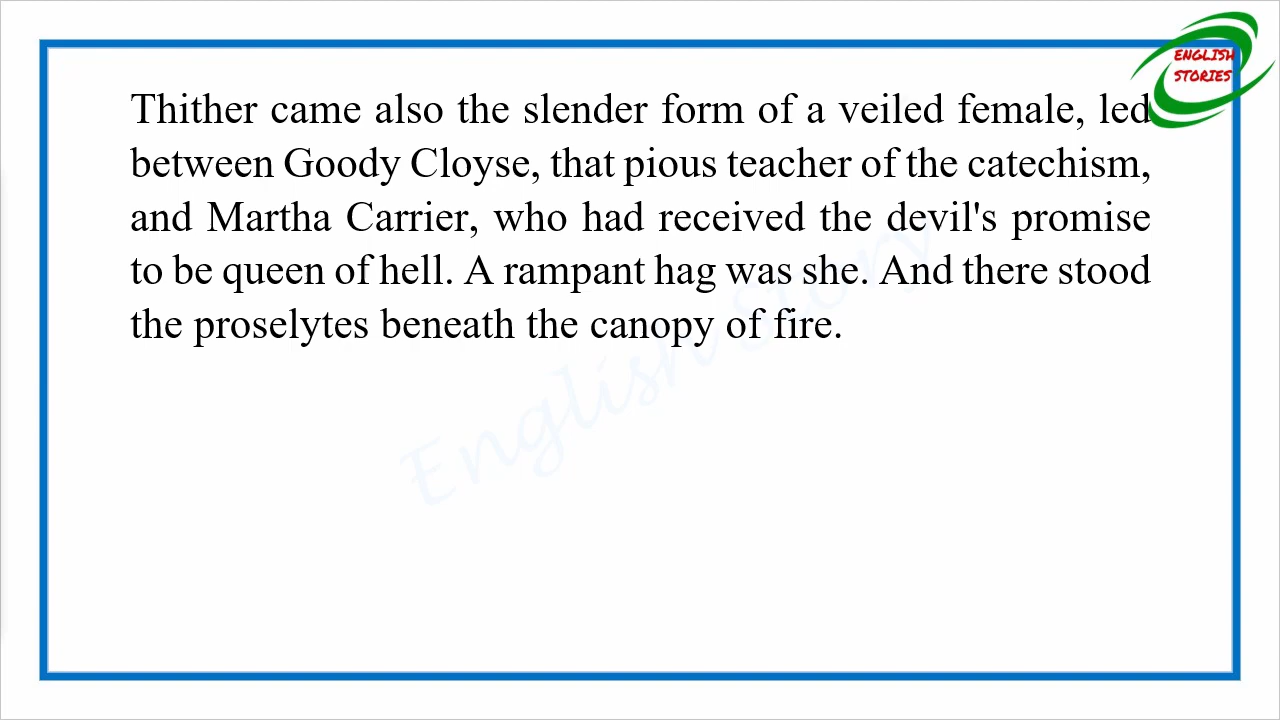 ENGLISH
STORIES
Thither came also the slender form of a veiled female, led
between Goody Cloyse, that pious teacher of the catechism,
and Martha Carrier, who had received the devil's promise
to be queen of hell. A rampant hag was she. And there stood
the proselytes beneath the canopy of fire.
English Story